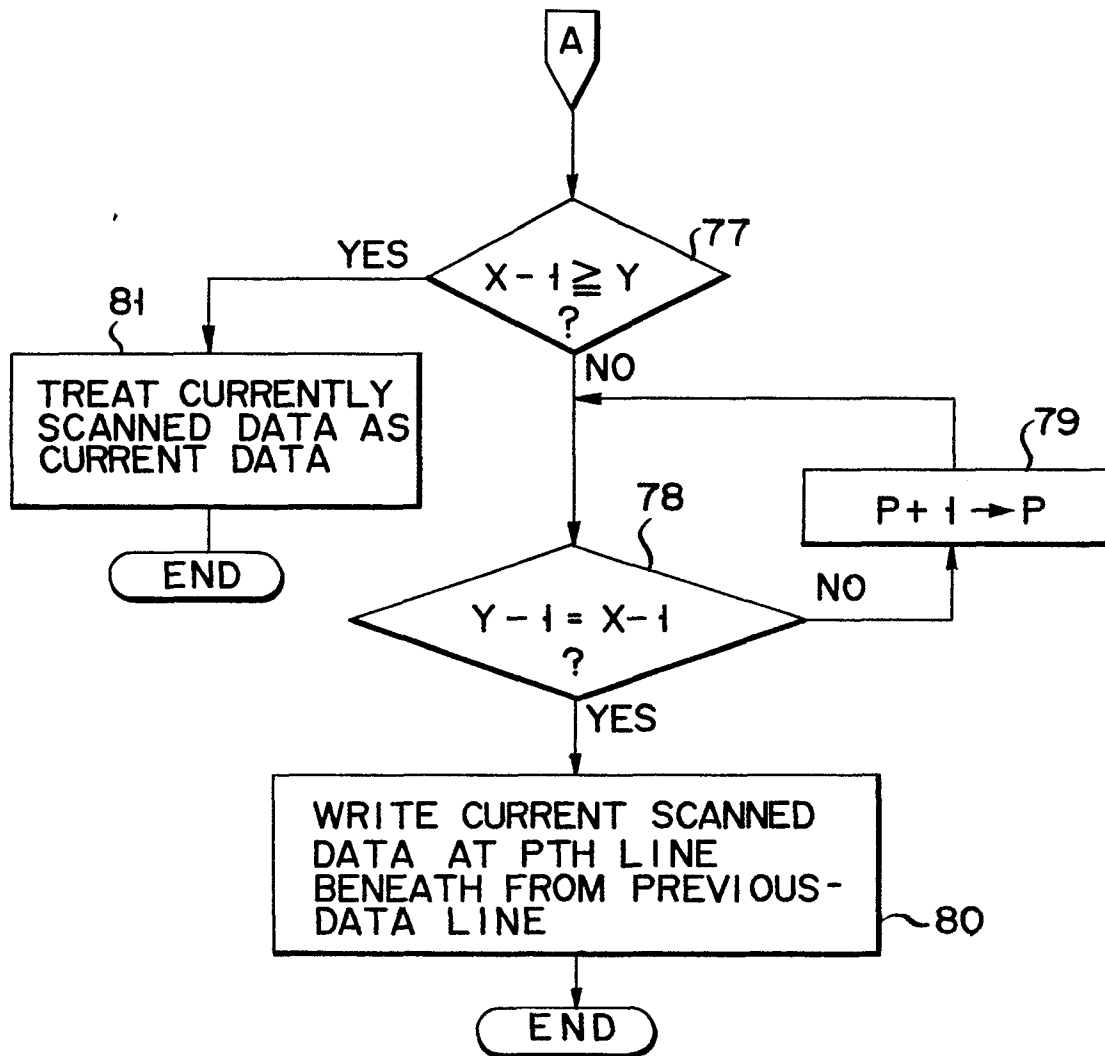 A
77
YES
X-1≧Y
?
81
NO
TREAT CURRENTLY
SCANNED DATA AS
CURRENT DATA
79
P+1→P
78
END
NO
Y-1=X-1
?
YES
WRITE CURRENT SCANNED
DATA AT PTH LINE
BENEATH FROM PREVIOUS-
DATA LINE
80
END